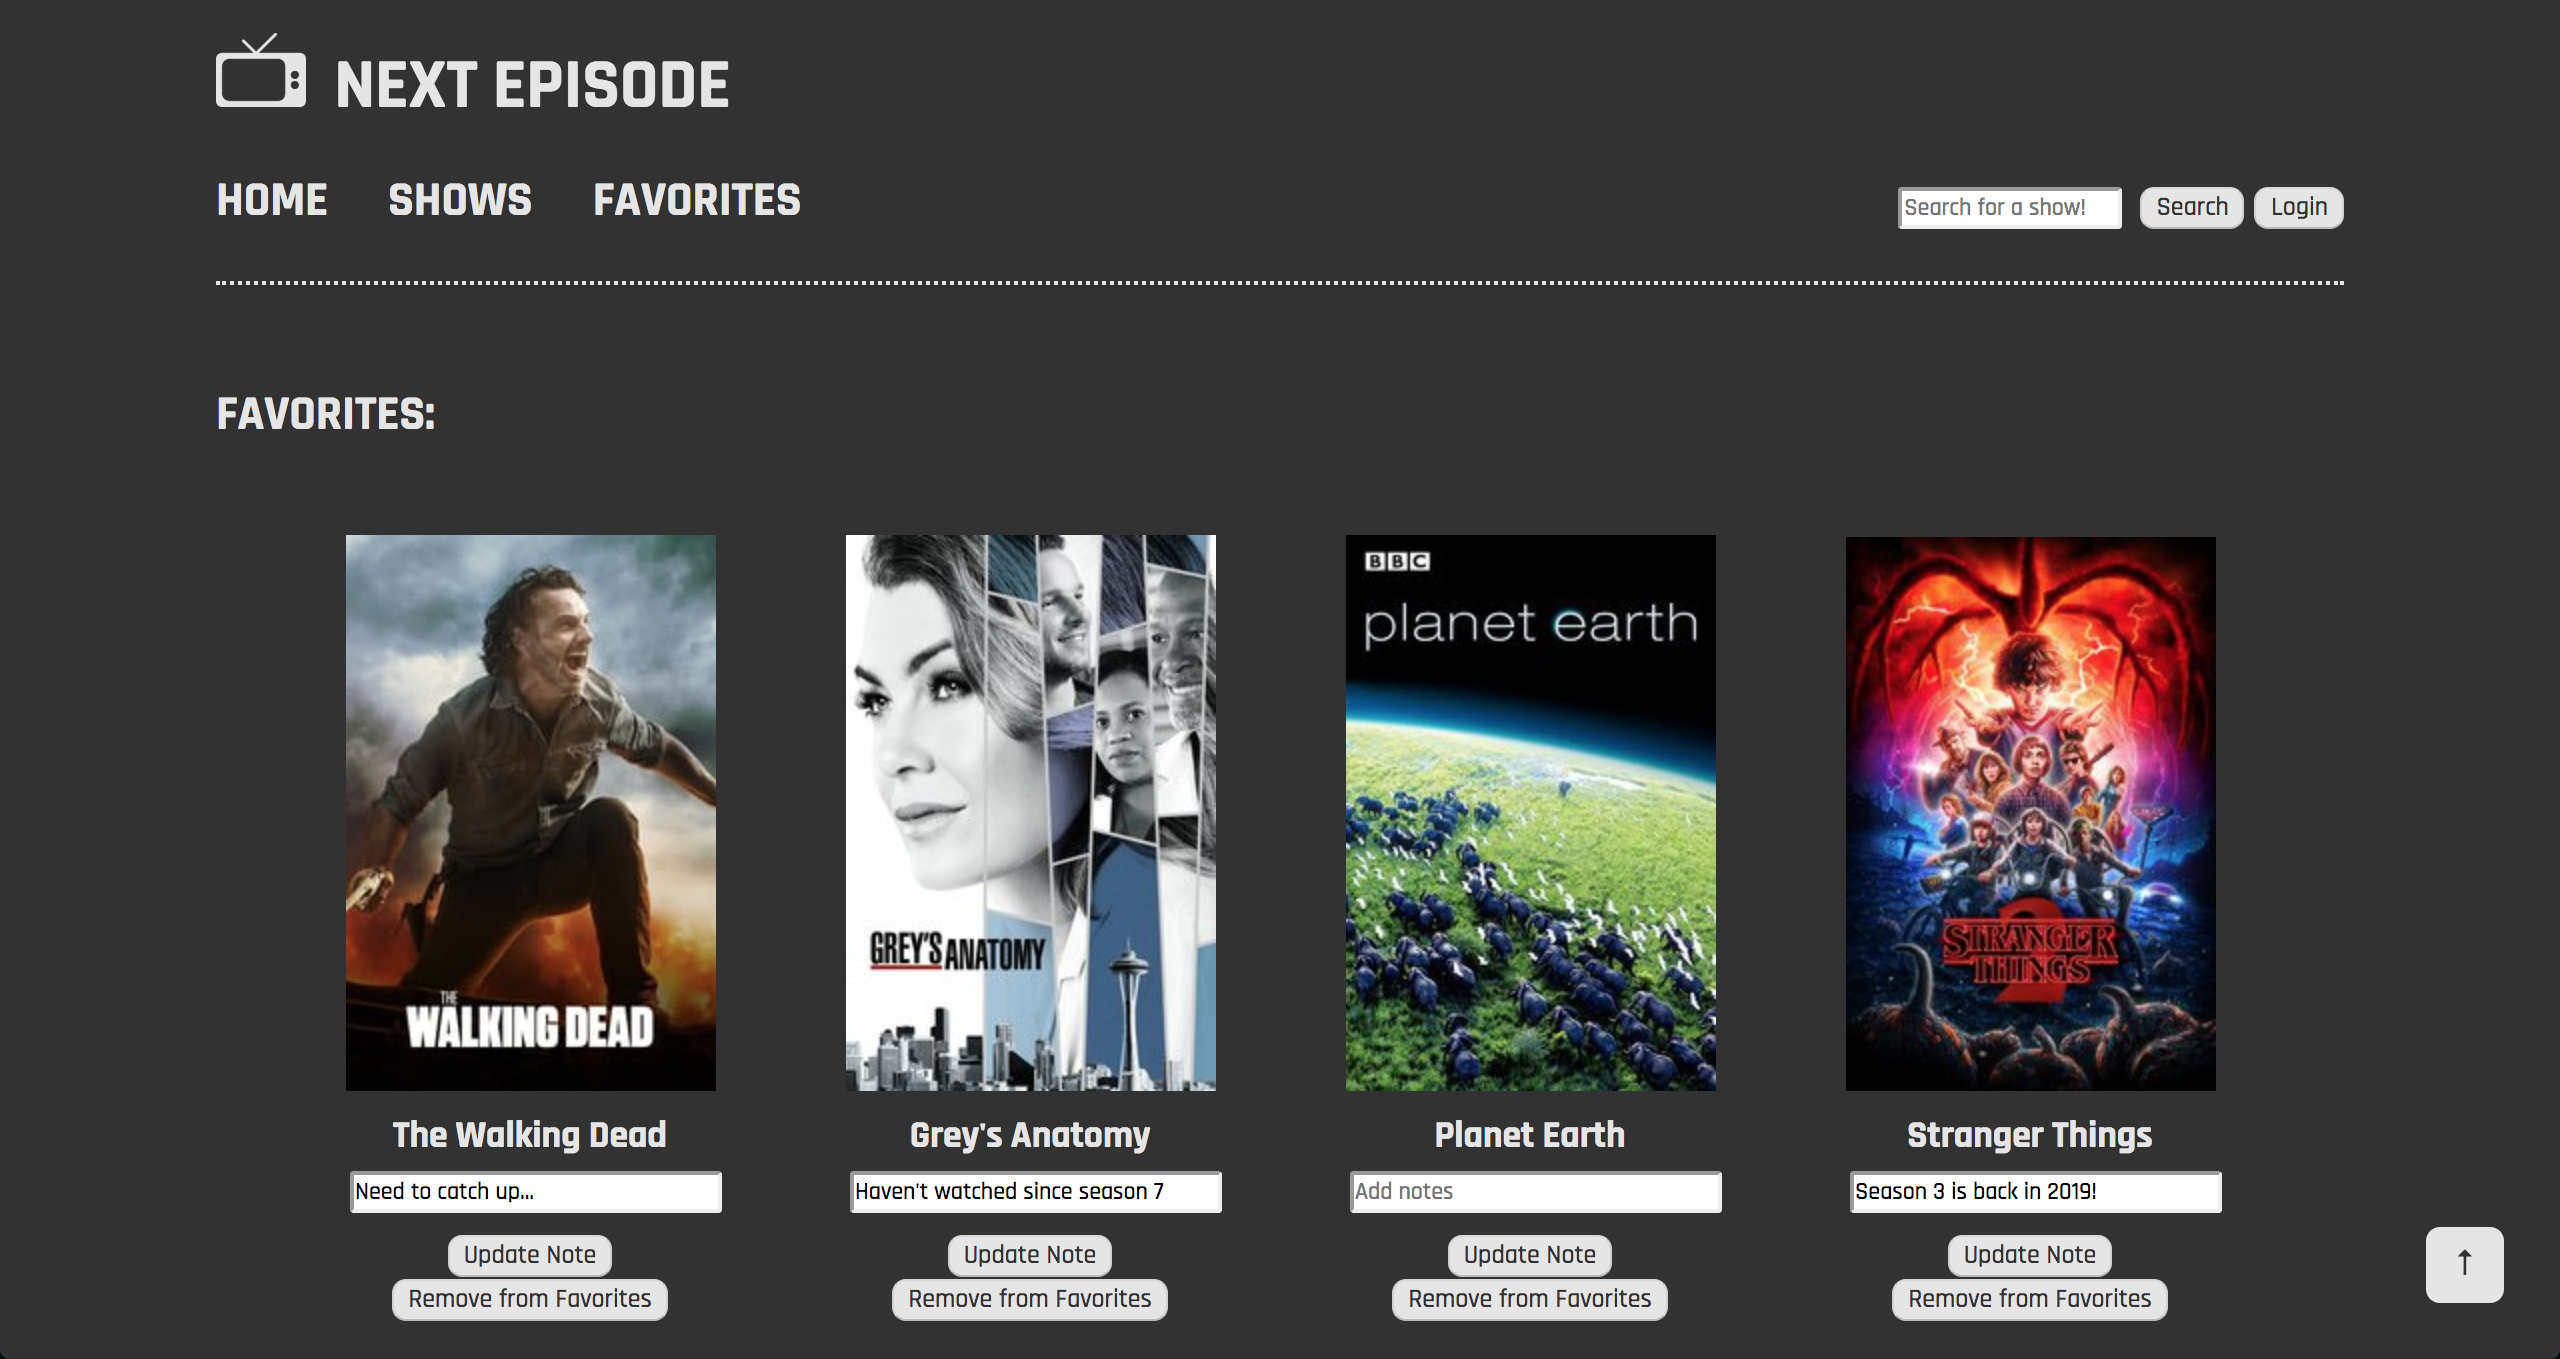 NEXT EPISODE
HOME SHOWS FAVORITES
Search for a show! Search Login
FAVORITES:
THE
WALKING DEAD
GREY'S ANATOMY
BBC
planet earth
STRANGER
THINGS
2
The Walking Dead Grey's Anatomy Planet Earth Stranger Things
Need to catch up... Haven't watched since season 7 Add notes Season 3 is back in 2019!
Update Note Update Note Update Note Update Note
↑
Remove from Favorites Remove from Favorites Remove from Favorites Remove from Favorites